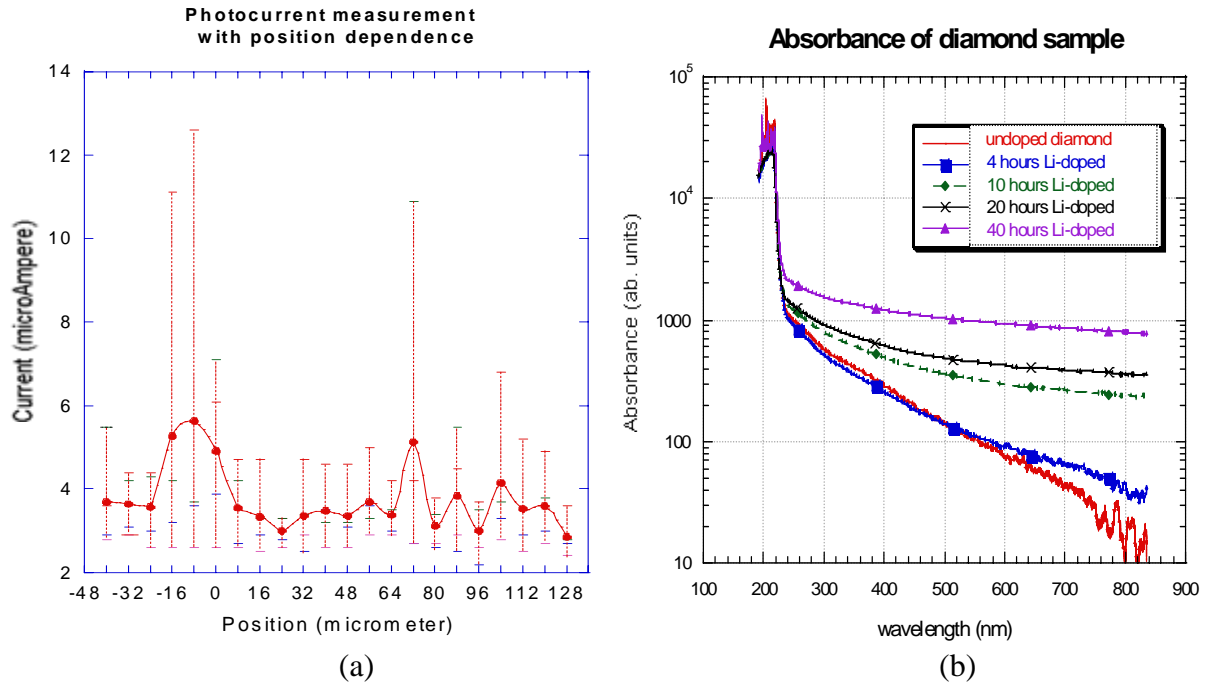 Photocurrent measurement
with position dependence
14
12
10
8
6
4
2
Current (microAmpere)
-48 -32 -16 0 16 32 48 64 80 96 112 128
Position (micrometer)
(a)
Absorbance of diamond sample
10^5
10^4
1000
100
10
Absorbance (ab. units)
undoped diamond
4 hours Li-doped
10 hours Li-doped
20 hours Li-doped
40 hours Li-doped
100 200 300 400 500 600 700 800 900
wavelength (nm)
(b)